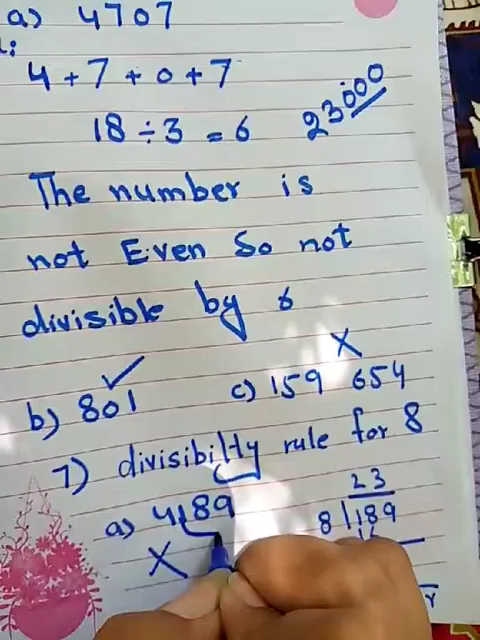 a) 4707
4 + 7 + 0 + 7
18 ÷ 3 = 6 23000
The number is
not Even So not
divisible by 6
X
b) 801 ✓ c) 159 654
7) divisibilty rule for 8
a) 4189
X
23
8 189